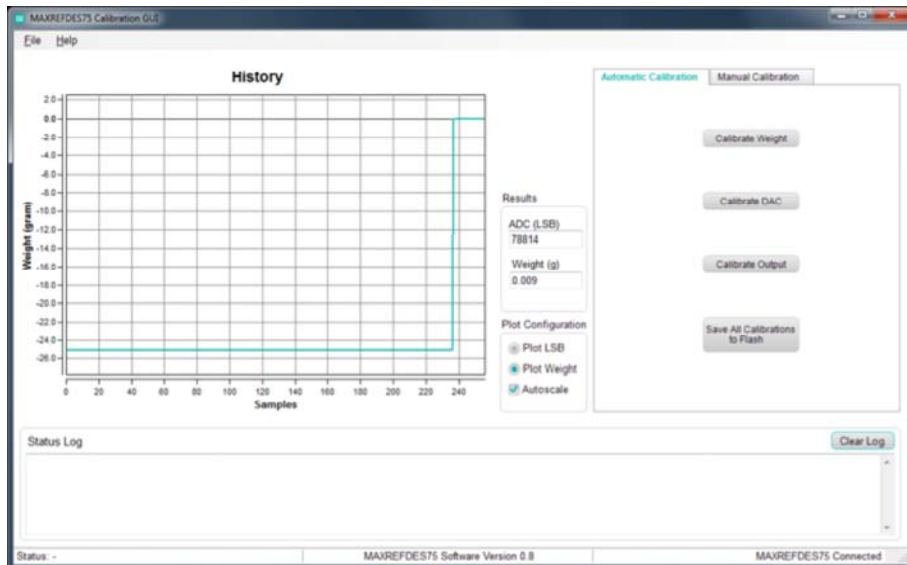 MAXREFDES75 Calibration GUI
File Help
History
2.0
0.0
-2.0
-4.0
-6.0
-8.0
-10.0
-12.0
-14.0
-16.0
-18.0
-20.0
-22.0
-24.0
-26.0
Weight (gram)
0 20 40 60 80 100 120 140 160 180 200 220 240
Samples
Results
ADC (LSB)
78814
Weight (g)
0.009
Plot Configuration
Plot LSB
Plot Weight
Autoscale
Automatic Calibration Manual Calibration
Calibrate Weight
Calibrate DAC
Calibrate Output
Save All Calibrations
to Flash
Status Log
Clear Log
Status: - MAXREFDES75 Software Version 0.8 MAXREFDES75 Connected